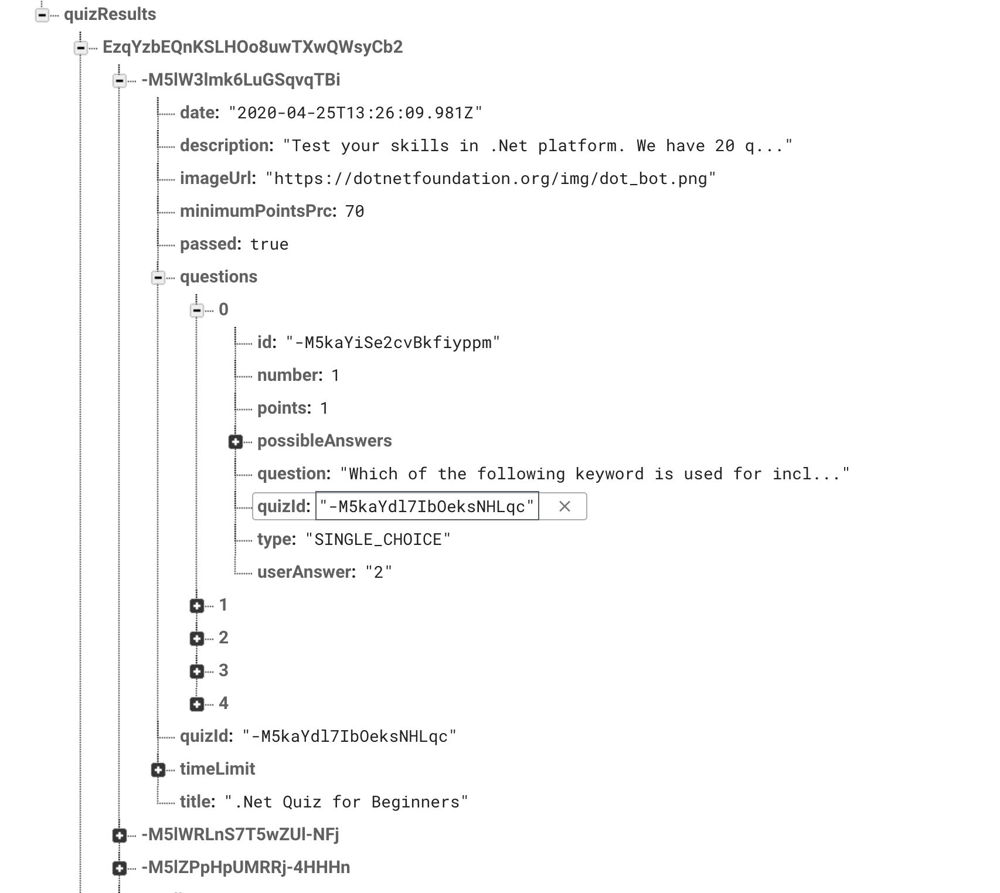 quizResults
EzqYzbEQnKSLHOo8uwTXwQWsyCb2
-M5lW3lmk6LuGSqvqTBi
date: "2020-04-25T13:26:09.981Z"
description: "Test your skills in .Net platform. We have 20 q..."
imageUrl: "https://dotnetfoundation.org/img/dot_bot.png"
minimumPointsPrc: 70
passed: true
questions
0
id: "-M5kaYiSe2cvBkfiyppm"
number: 1
points: 1
possibleAnswers
question: "Which of the following keyword is used for incl..."
quizId: "-M5kaYdl7IbOeksNHLqc"
type: "SINGLE_CHOICE"
userAnswer: "2"
1
2
3
4
quizId: "-M5kaYdl7IbOeksNHLqc"
timeLimit
title: ".Net Quiz for Beginners"
-M5lWRLnS7T5wZUl-NFj
-M5lZPpHpUMRRj-4HHHn